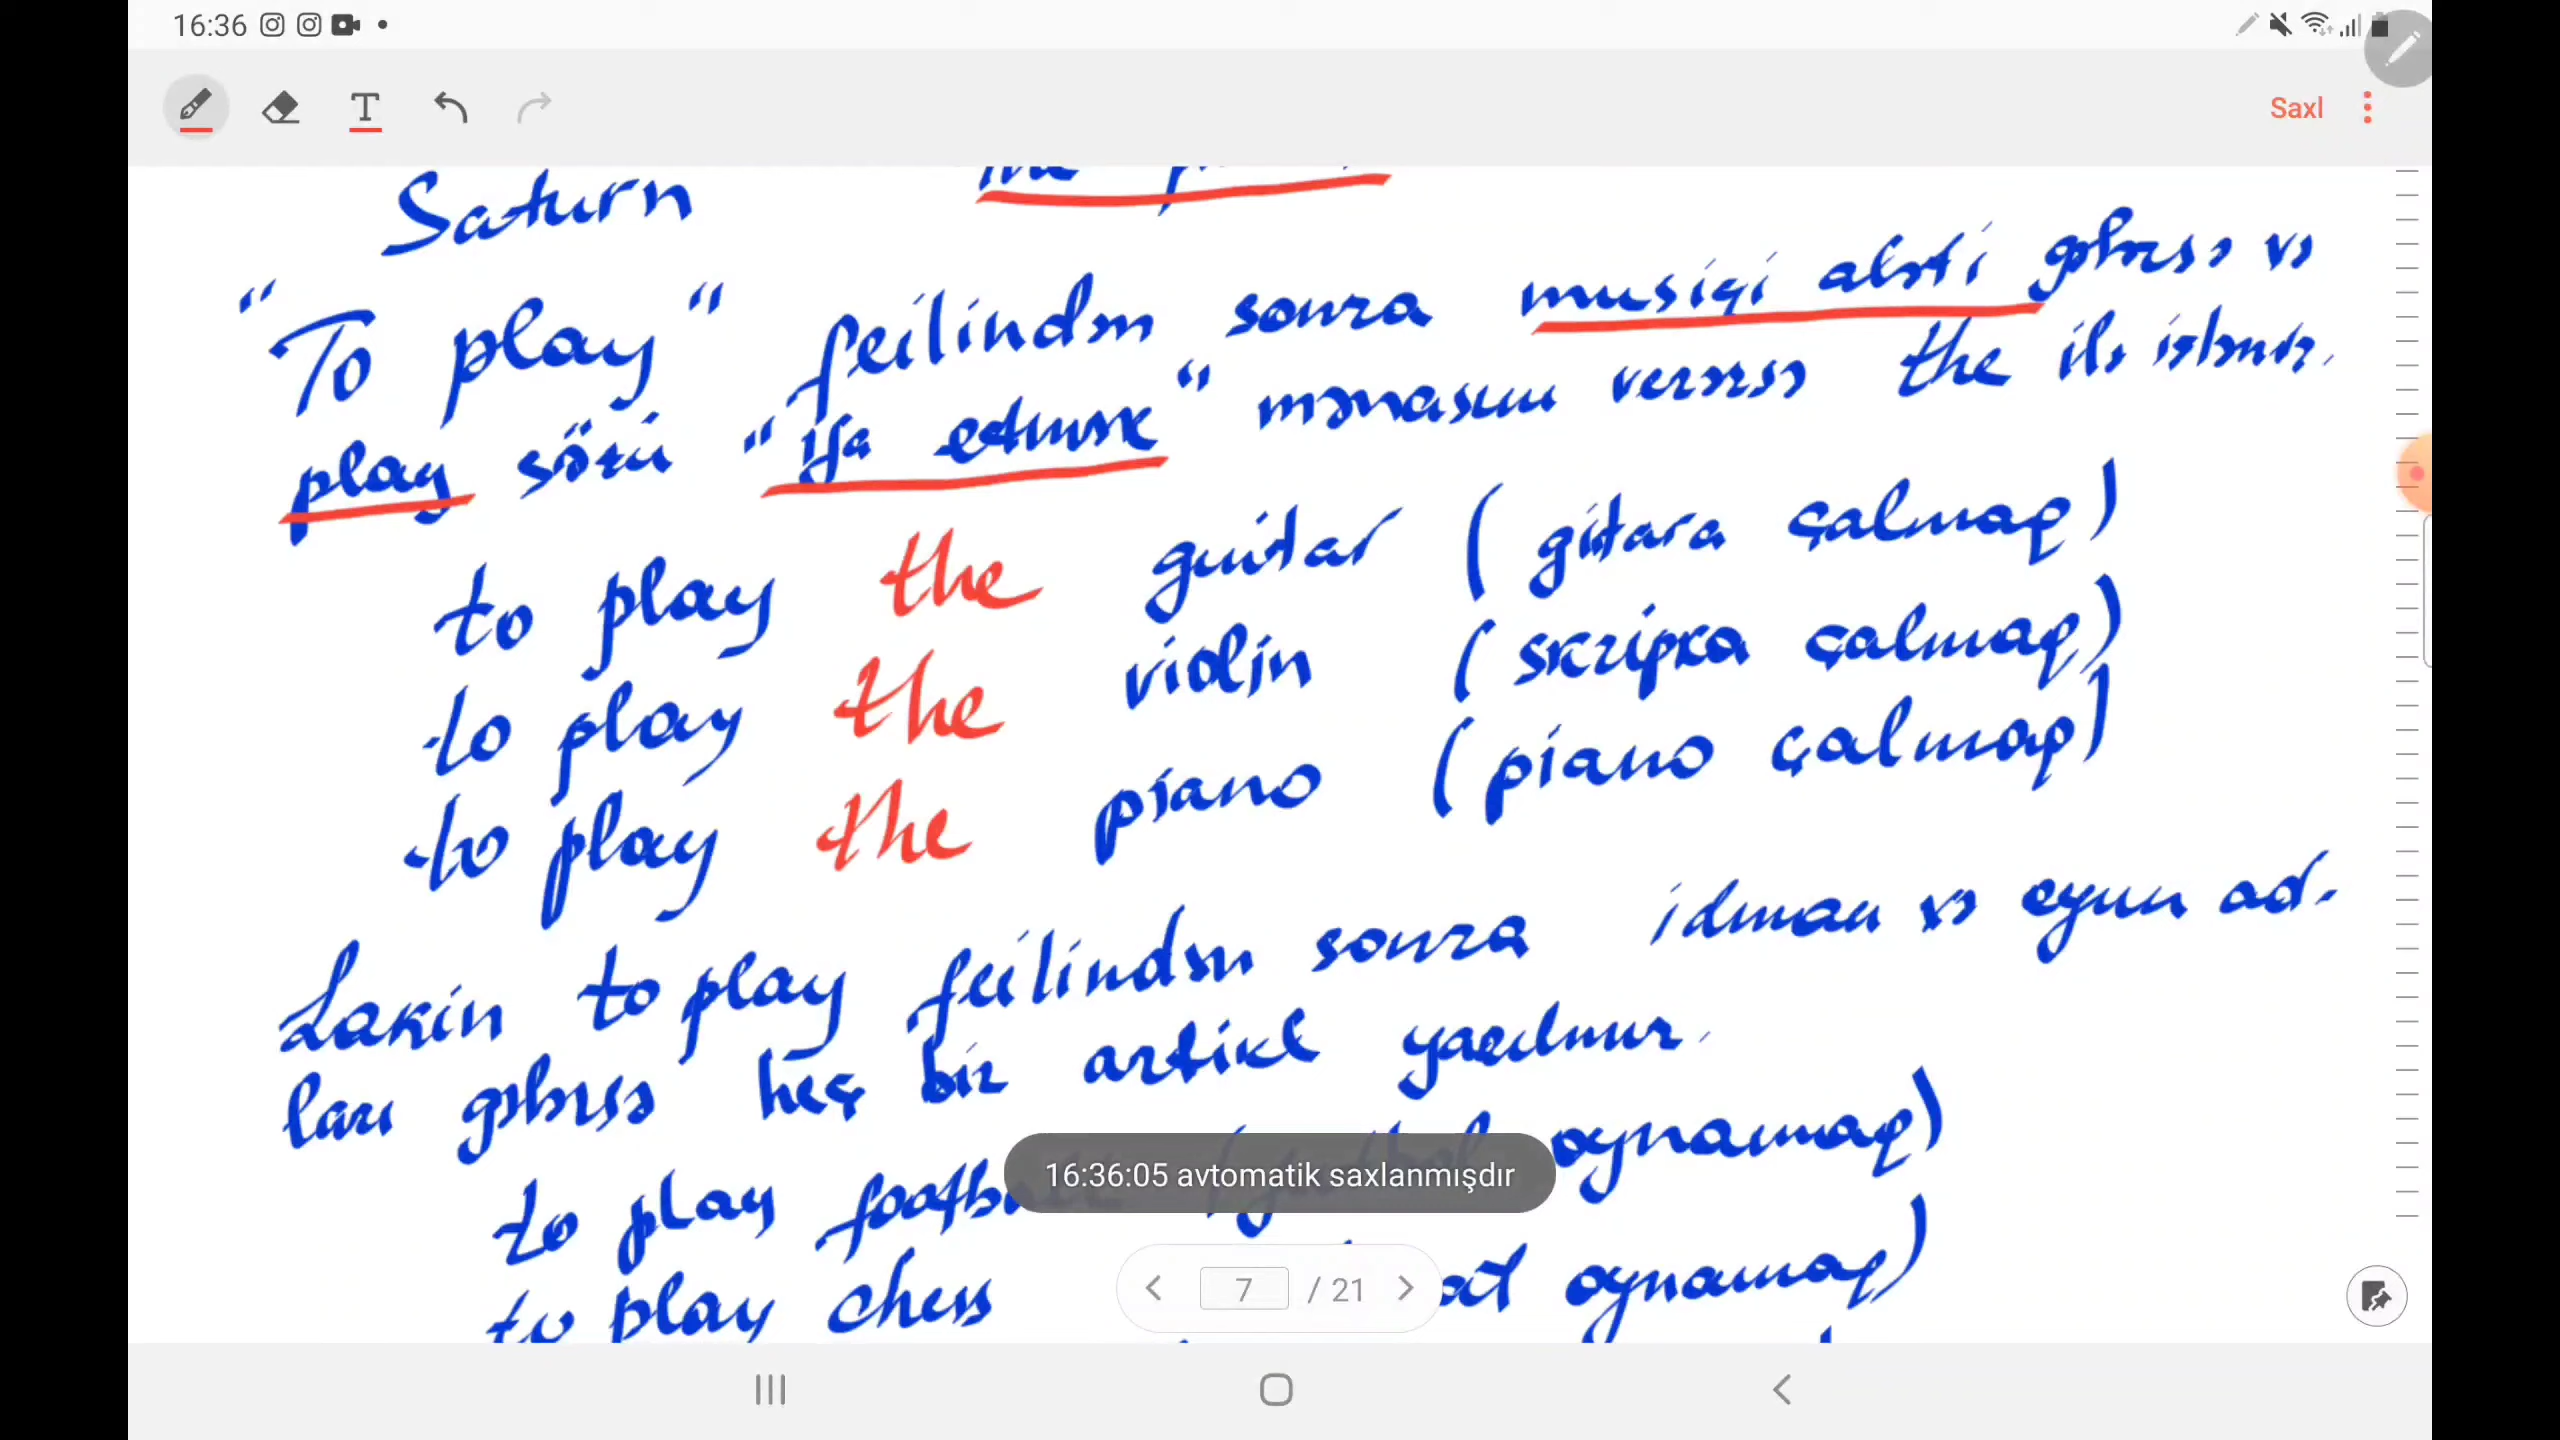 16:36
Saxl
Saturn
"To play" feilindən sonra musiqi aləti gələrsə və
play sözü "ifa etmək" mənasını verərsə the ilə işlənir.
to play the guitar (gitara çalmaq)
to play the violin (skripka çalmaq)
to play the piano (piano çalmaq)
Lakin to play feilindən sonra idman və oyun ad-
ları gələrsə heç bir artikl yazılmır.
to play oynamaq)
16:36:05 avtomatik saxlanmışdır
to play chess oynamaq)
7 / 21